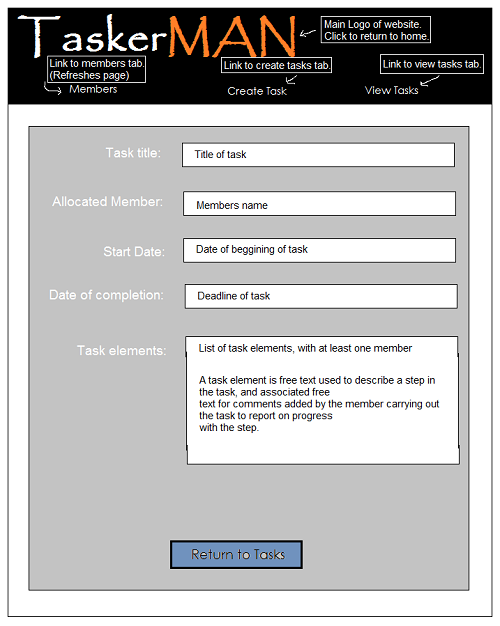 TaskerMAN
Main Logo of website.
Click to return to home.
Link to members tab.
(Refreshes page)
Link to create tasks tab.
Link to view tasks tab.
Members
Create Task
View Tasks
Task title:
Title of task
Allocated Member:
Members name
Start Date:
Date of beggining of task
Date of completion:
Deadline of task
Task elements:
List of task elements, with at least one member
A task element is free text used to describe a step in
the task, and associated free
text for comments added by the member carrying out
the task to report on progress
with the step.
Return to Tasks